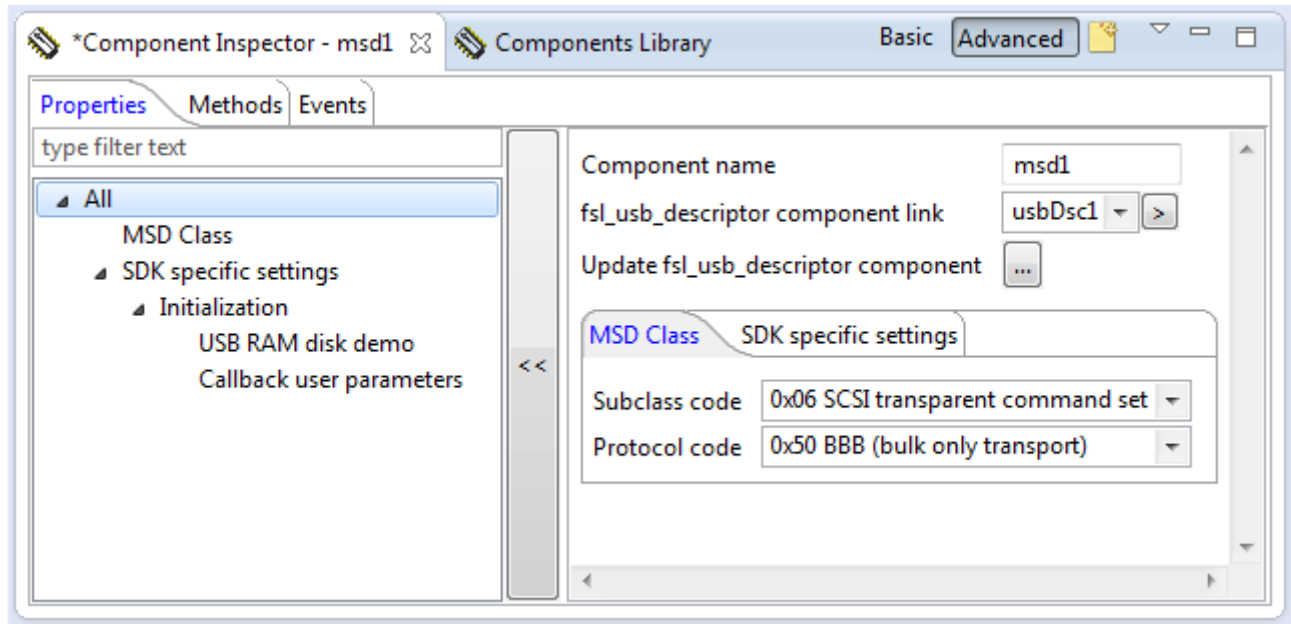 *Component Inspector - msd1
Components Library
Basic
Advanced
Properties
Methods
Events
type filter text
All
MSD Class
SDK specific settings
Initialization
USB RAM disk demo
Callback user parameters
<<
Component name
msd1
fsl_usb_descriptor component link
usbDsc1
>
Update fsl_usb_descriptor component
...
MSD Class
SDK specific settings
Subclass code
0x06 SCSI transparent command set
Protocol code
0x50 BBB (bulk only transport)